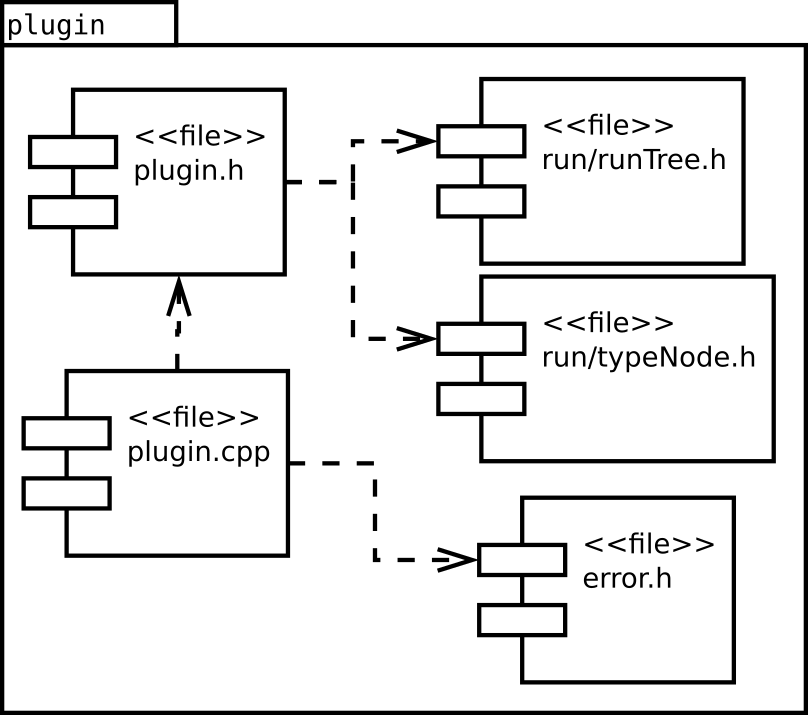 plugin
<<file>>
plugin.h
<<file>>
run/runTree.h
<<file>>
run/typeNode.h
<<file>>
plugin.cpp
<<file>>
error.h